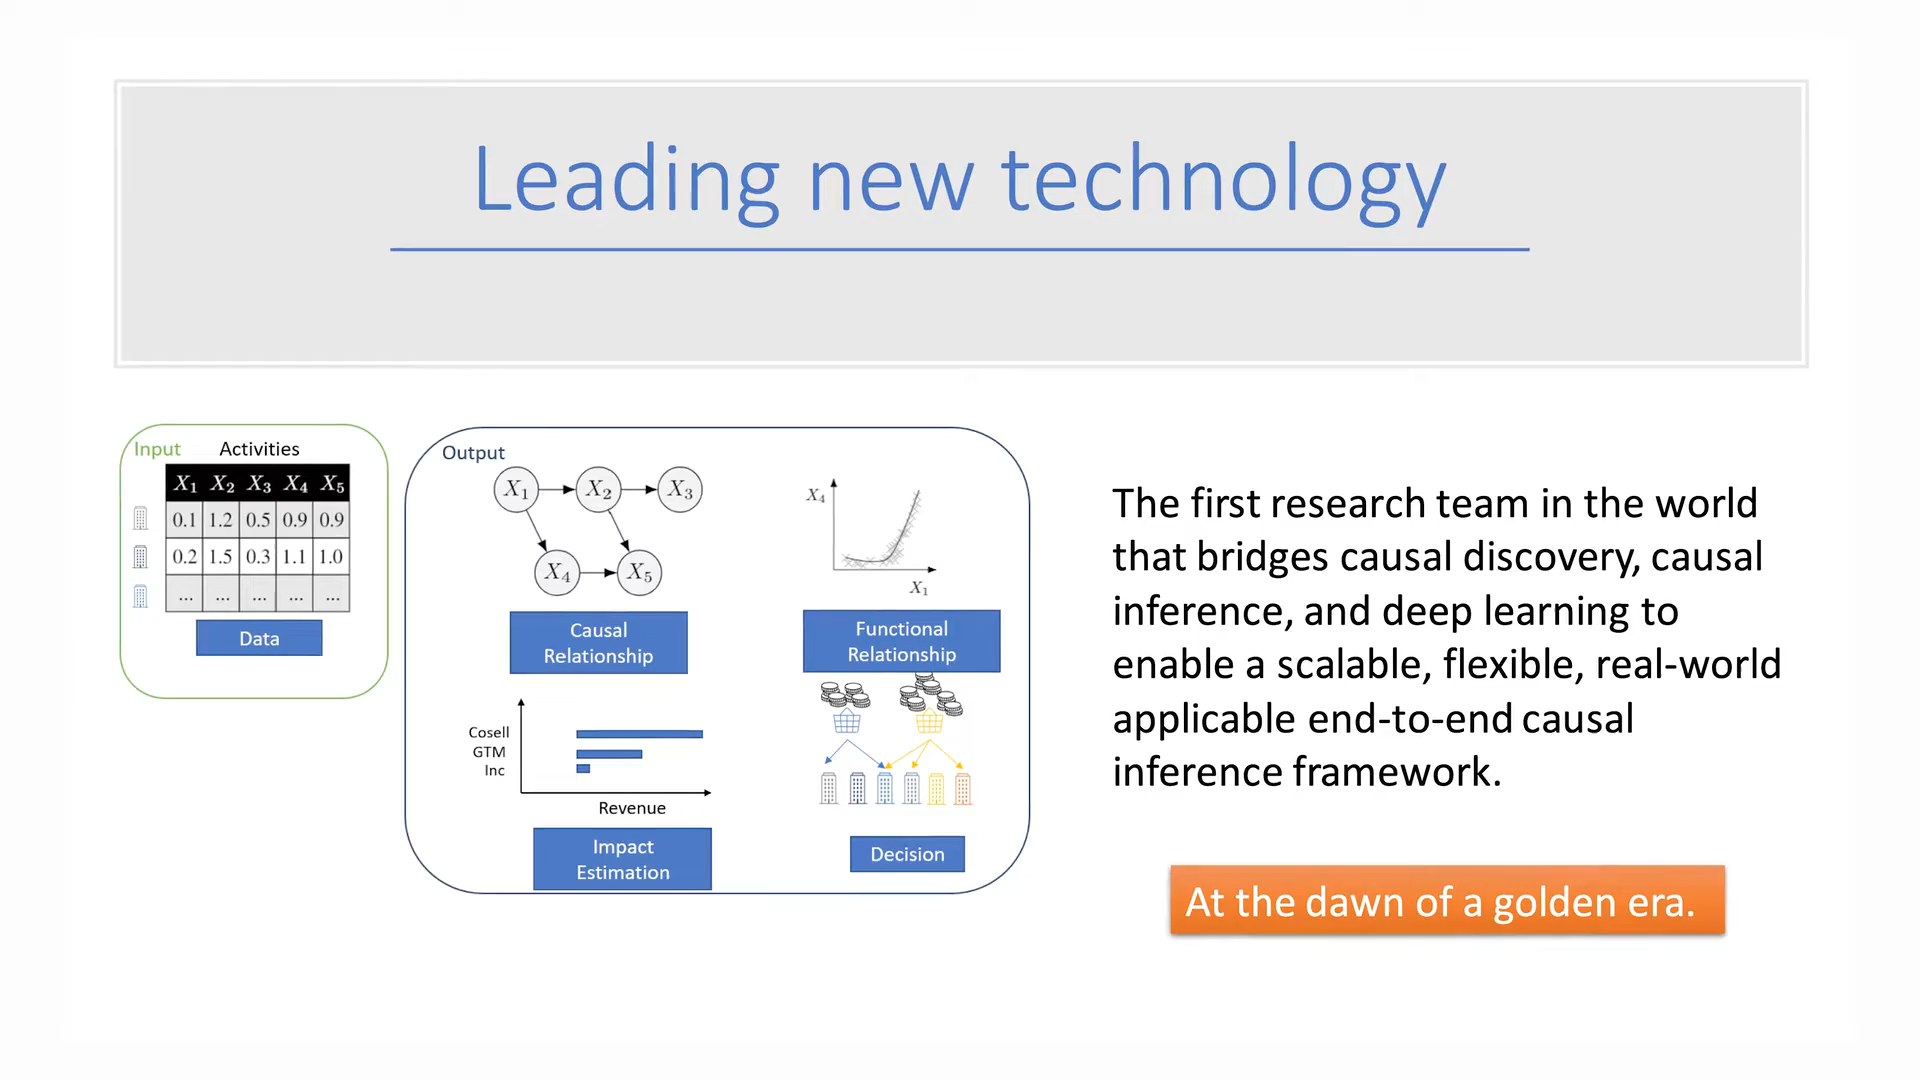 Leading new technology
Input Activities
X1 X2 X3 X4 X5
0.1 1.2 0.5 0.9 0.9
0.2 1.5 0.3 1.1 1.0
... ... ... ... ...
Data
Output
X1 X2 X3
X4 X5
Causal
Relationship
X4
X1
Functional
Relationship
Cosell
GTM
Inc
Revenue
Impact
Estimation
Decision
The first research team in the world
that bridges causal discovery, causal
inference, and deep learning to
enable a scalable, flexible, real-world
applicable end-to-end causal
inference framework.
At the dawn of a golden era.